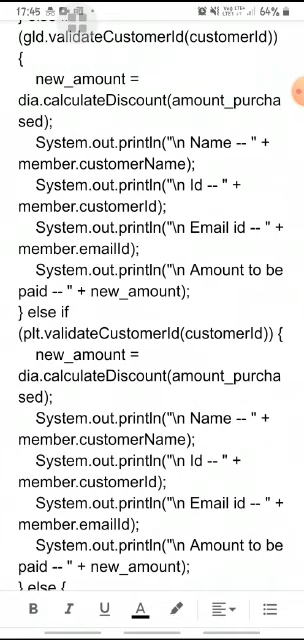 17:45
64%
} else if
(gld.validateCustomerId(customerId))
{
new_amount =
dia.calculateDiscount(amount_purcha
sed);
System.out.println("\n Name -- " +
member.customerName);
System.out.println("\n Id -- " +
member.customerId);
System.out.println("\n Email id -- " +
member.emailId);
System.out.println("\n Amount to be
paid -- " + new_amount);
} else if
(plt.validateCustomerId(customerId)) {
new_amount =
dia.calculateDiscount(amount_purcha
sed);
System.out.println("\n Name -- " +
member.customerName);
System.out.println("\n Id -- " +
member.customerId);
System.out.println("\n Email id -- " +
member.emailId);
System.out.println("\n Amount to be
paid -- " + new_amount);
} else {
B I U A